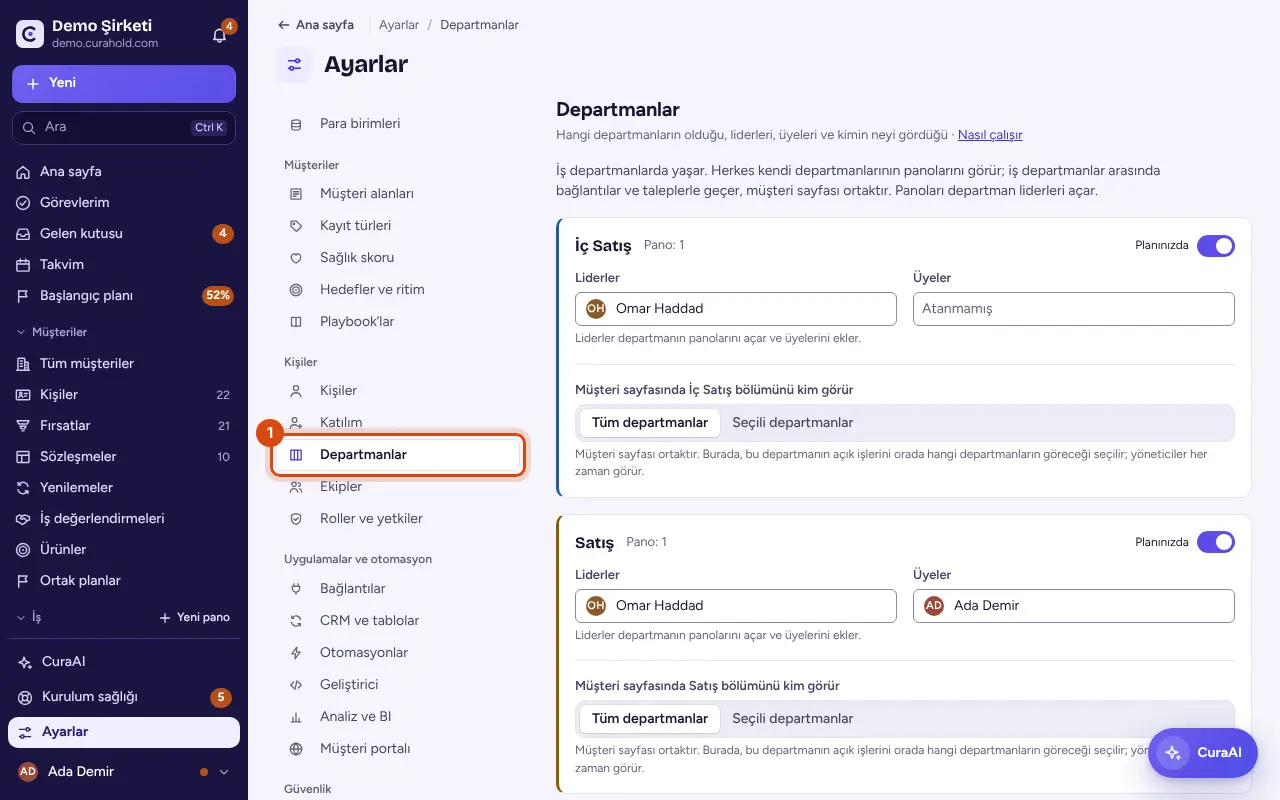 Demo Şirketi
demo.curahold.com
4
Yeni
Ara
Ctrl K
Ana sayfa
Görevlerim
Gelen kutusu
4
Takvim
Başlangıç planı
52%
Müşteriler
Tüm müşteriler
Kişiler
22
Fırsatlar
21
Sözleşmeler
10
Yenilemeler
İş değerlendirmeleri
Ürünler
Ortak planlar
İş
Yeni pano
CuraAI
Kurulum sağlığı
5
Ayarlar
AD
Ada Demir
Ana sayfa
Ayarlar / Departmanlar
Ayarlar
Para birimleri
Müşteriler
Müşteri alanları
Kayıt türleri
Sağlık skoru
Hedefler ve ritim
Playbook'lar
Kişiler
Kişiler
Katılım
1
Departmanlar
Ekipler
Roller ve yetkiler
Uygulamalar ve otomasyon
Bağlantılar
CRM ve tablolar
Otomasyonlar
Geliştirici
Analiz ve BI
Müşteri portalı
Güvenlik
Departmanlar
Hangi departmanların olduğu, liderleri, üyeleri ve kimin neyi gördüğü · Nasıl çalışır
İş departmanlarda yaşar. Herkes kendi departmanlarının panolarını görür; iş departmanlar arasında
bağlantılar ve taleplerle geçer, müşteri sayfası ortaktır. Panoları departman liderleri açar.
İç Satış
Pano: 1
Planınızda
Liderler
Üyeler
OH
Omar Haddad
Atanmamış
Liderler departmanın panolarını açar ve üyelerini ekler.
Müşteri sayfasında İç Satış bölümünü kim görür
Tüm departmanlar
Seçili departmanlar
Müşteri sayfası ortaktır. Burada, bu departmanın açık işlerini orada hangi departmanların göreceği seçilir; yöneticiler her
zaman görür.
Satış
Pano: 1
Planınızda
Liderler
Üyeler
OH
Omar Haddad
AD
Ada Demir
Liderler departmanın panolarını açar ve üyelerini ekler.
Müşteri sayfasında Satış bölümünü kim görür
Tüm departmanlar
Seçili departmanlar
Müşteri sayfası ortaktır. Burada, bu departmanın açık işlerini orada hangi departmanların göreceği seçilir;
zaman görür.
CuraAI